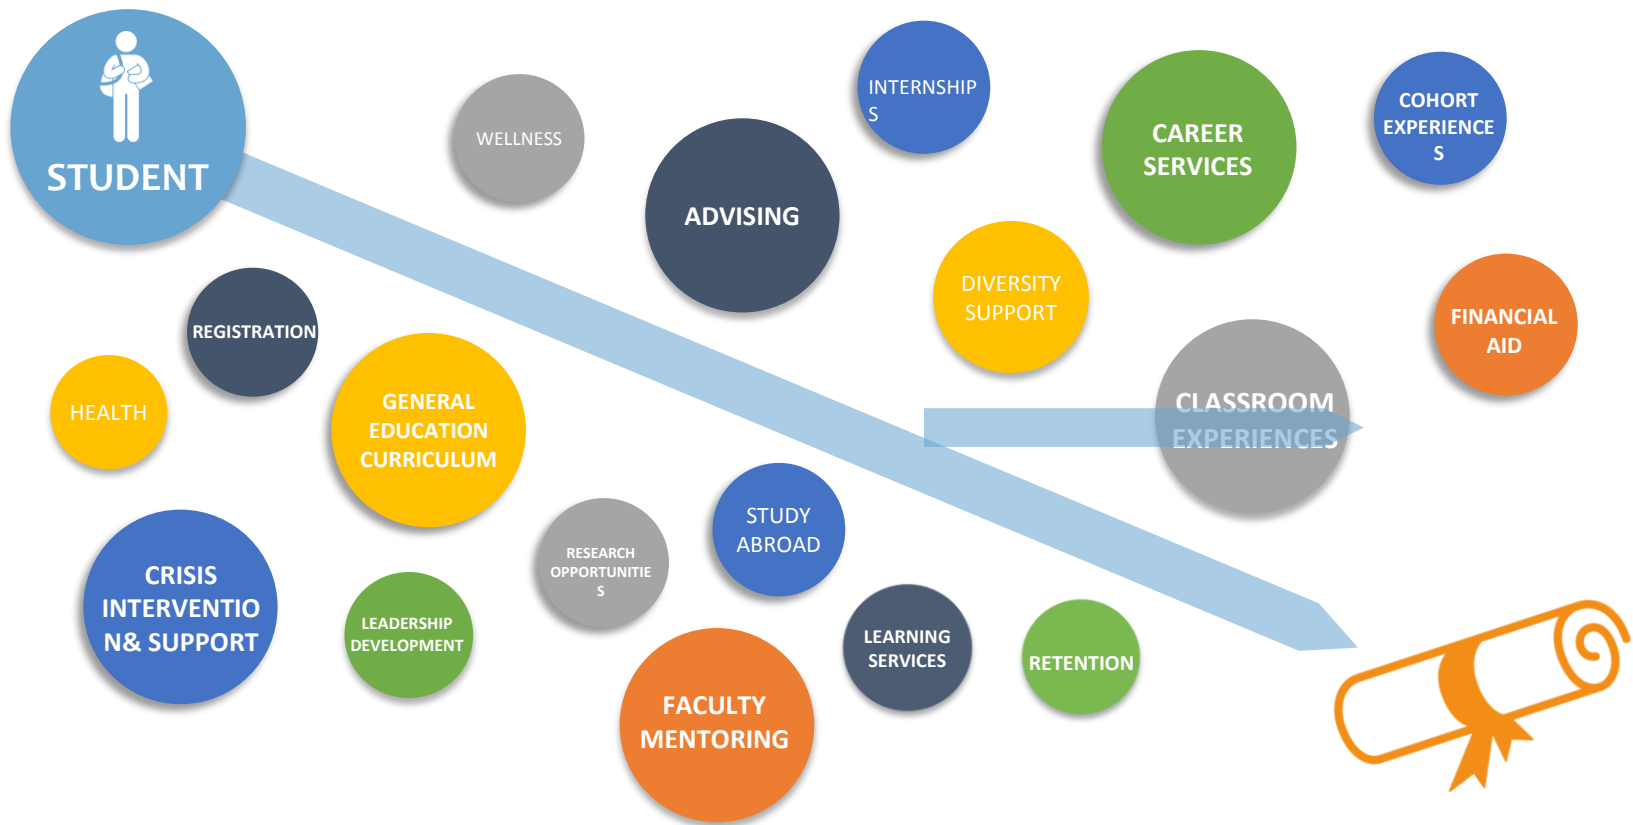 STUDENT
WELLNESS
ADVISING
INTERNSHIP
S
CAREER
SERVICES
COHORT
EXPERIENCE
S
REGISTRATION
HEALTH
GENERAL
EDUCATION
CURRICULUM
DIVERSITY
SUPPORT
FINANCIAL
AID
CLASSROOM
EXPERIENCES
CRISIS
INTERVENTIO
N& SUPPORT
LEADERSHIP
DEVELOPMENT
RESEARCH
OPPORTUNITIE
S
STUDY
ABROAD
FACULTY
MENTORING
LEARNING
SERVICES
RETENTION